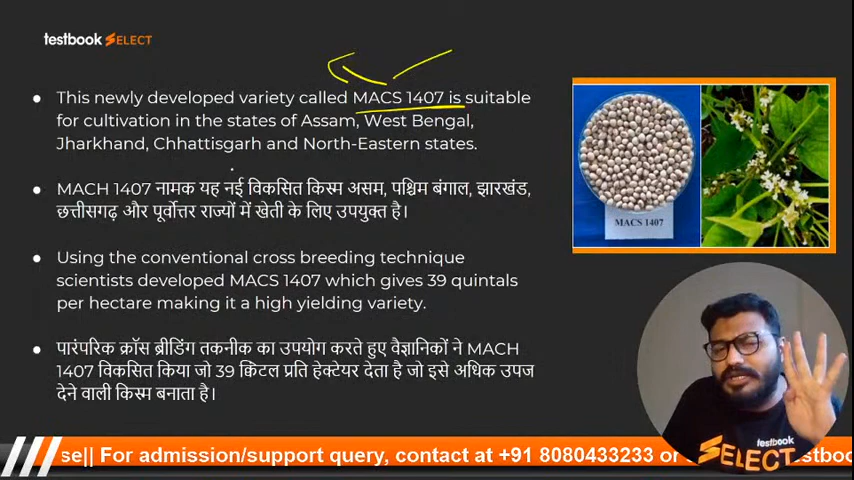 testbook SELECT
This newly developed variety called MACS 1407 is suitable
for cultivation in the states of Assam, West Bengal,
Jharkhand, Chhattisgarh and North-Eastern states.
MACH 1407 नामक यह नई विकसित किस्म असम, पश्चिम बंगाल, झारखंड,
छत्तीसगढ़ और पूर्वोत्तर राज्यों में खेती के लिए उपयुक्त है।
Using the conventional cross breeding technique
scientists developed MACS 1407 which gives 39 quintals
per hectare making it a high yielding variety.
पारंपरिक क्रॉस ब्रीडिंग तकनीक का उपयोग करते हुए वैज्ञानिकों ने MACH
1407 विकसित किया जो 39 क्विंटल प्रति हेक्टेयर देता है जो इसे अधिक उपज
देने वाली किस्म बनाता है।
MACS 1407
testbook
SELECT
se|| For admission/support query, contact at +91 8080433233 or